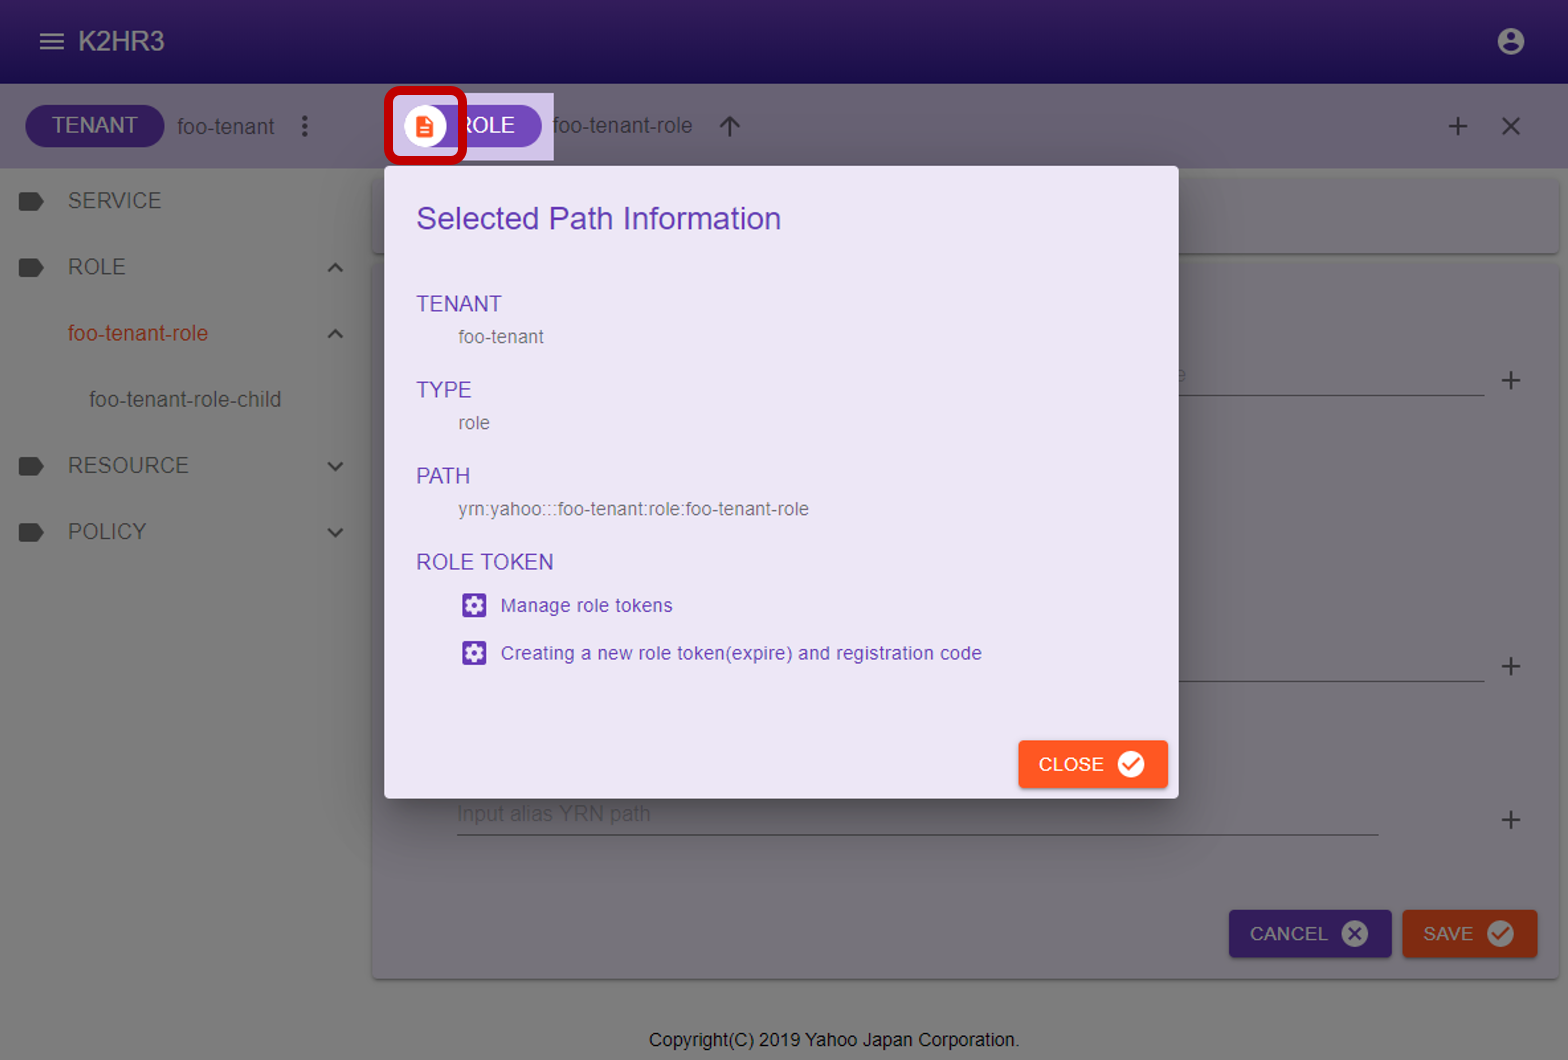 K2HR3
TENANT foo-tenant
ROLE foo-tenant-role
SERVICE
ROLE
foo-tenant-role
foo-tenant-role-child
RESOURCE
POLICY
Selected Path Information
TENANT
foo-tenant
TYPE
role
PATH
yrn:yahoo:::foo-tenant:role:foo-tenant-role
ROLE TOKEN
Manage role tokens
Creating a new role token(expire) and registration code
CLOSE
Input alias YRN path
CANCEL SAVE
Copyright(C) 2019 Yahoo Japan Corporation.